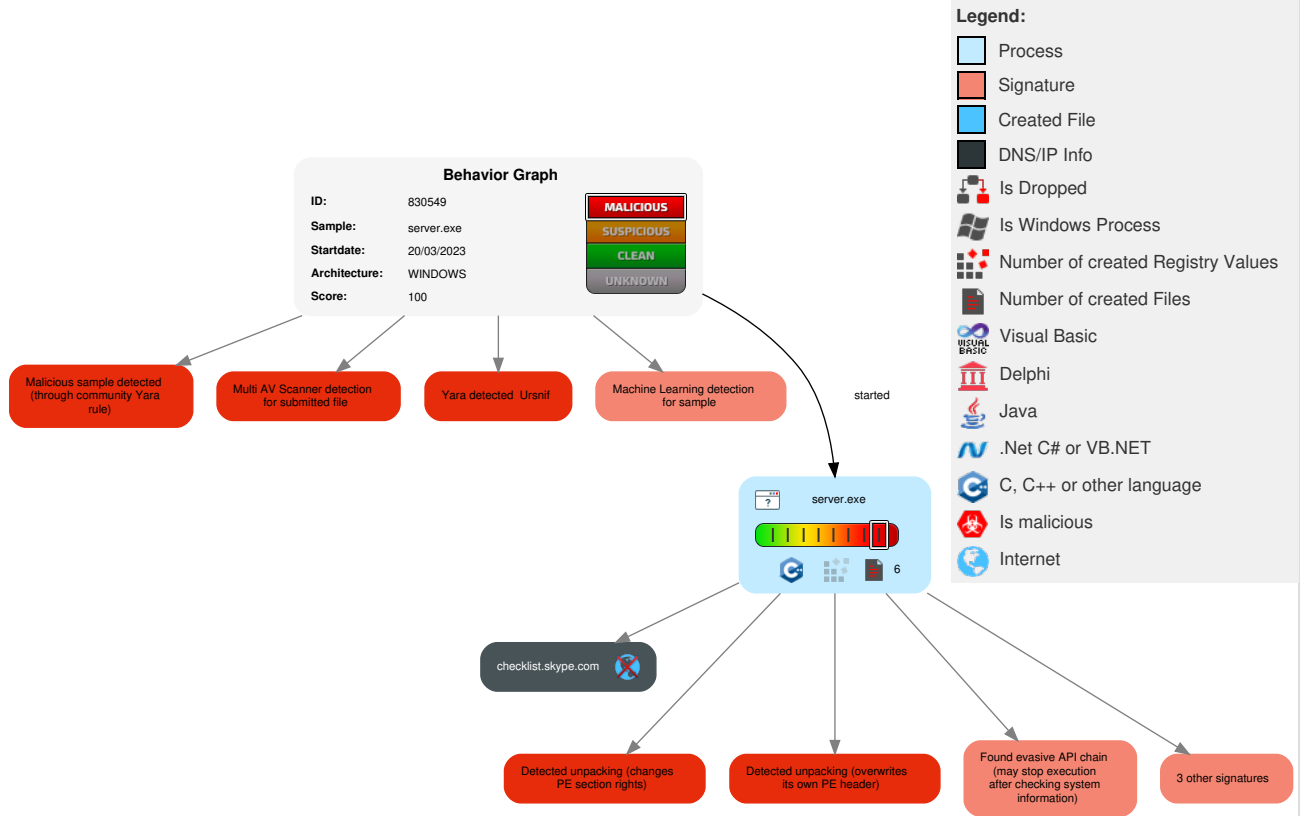 Behavior Graph
ID: 830549
Sample: server.exe
Startdate: 20/03/2023
Architecture: WINDOWS
Score: 100
MALICIOUS
SUSPICIOUS
CLEAN
UNKNOWN
Malicious sample detected
(through community Yara
rule)
Multi AV Scanner detection
for submitted file
Yara detected Ursnif
Machine Learning detection
for sample
started
server.exe
?
6
checklist.skype.com
Detected unpacking (changes
PE section rights)
Detected unpacking (overwrites
its own PE header)
Found evasive API chain
(may stop execution
after checking system
information)
3 other signatures
Legend:
Process
Signature
Created File
DNS/IP Info
Is Dropped
Is Windows Process
Number of created Registry Values
Number of created Files
VISUAL
BASIC
Visual Basic
Delphi
Java
.Net C# or VB.NET
C, C++ or other language
Is malicious
Internet